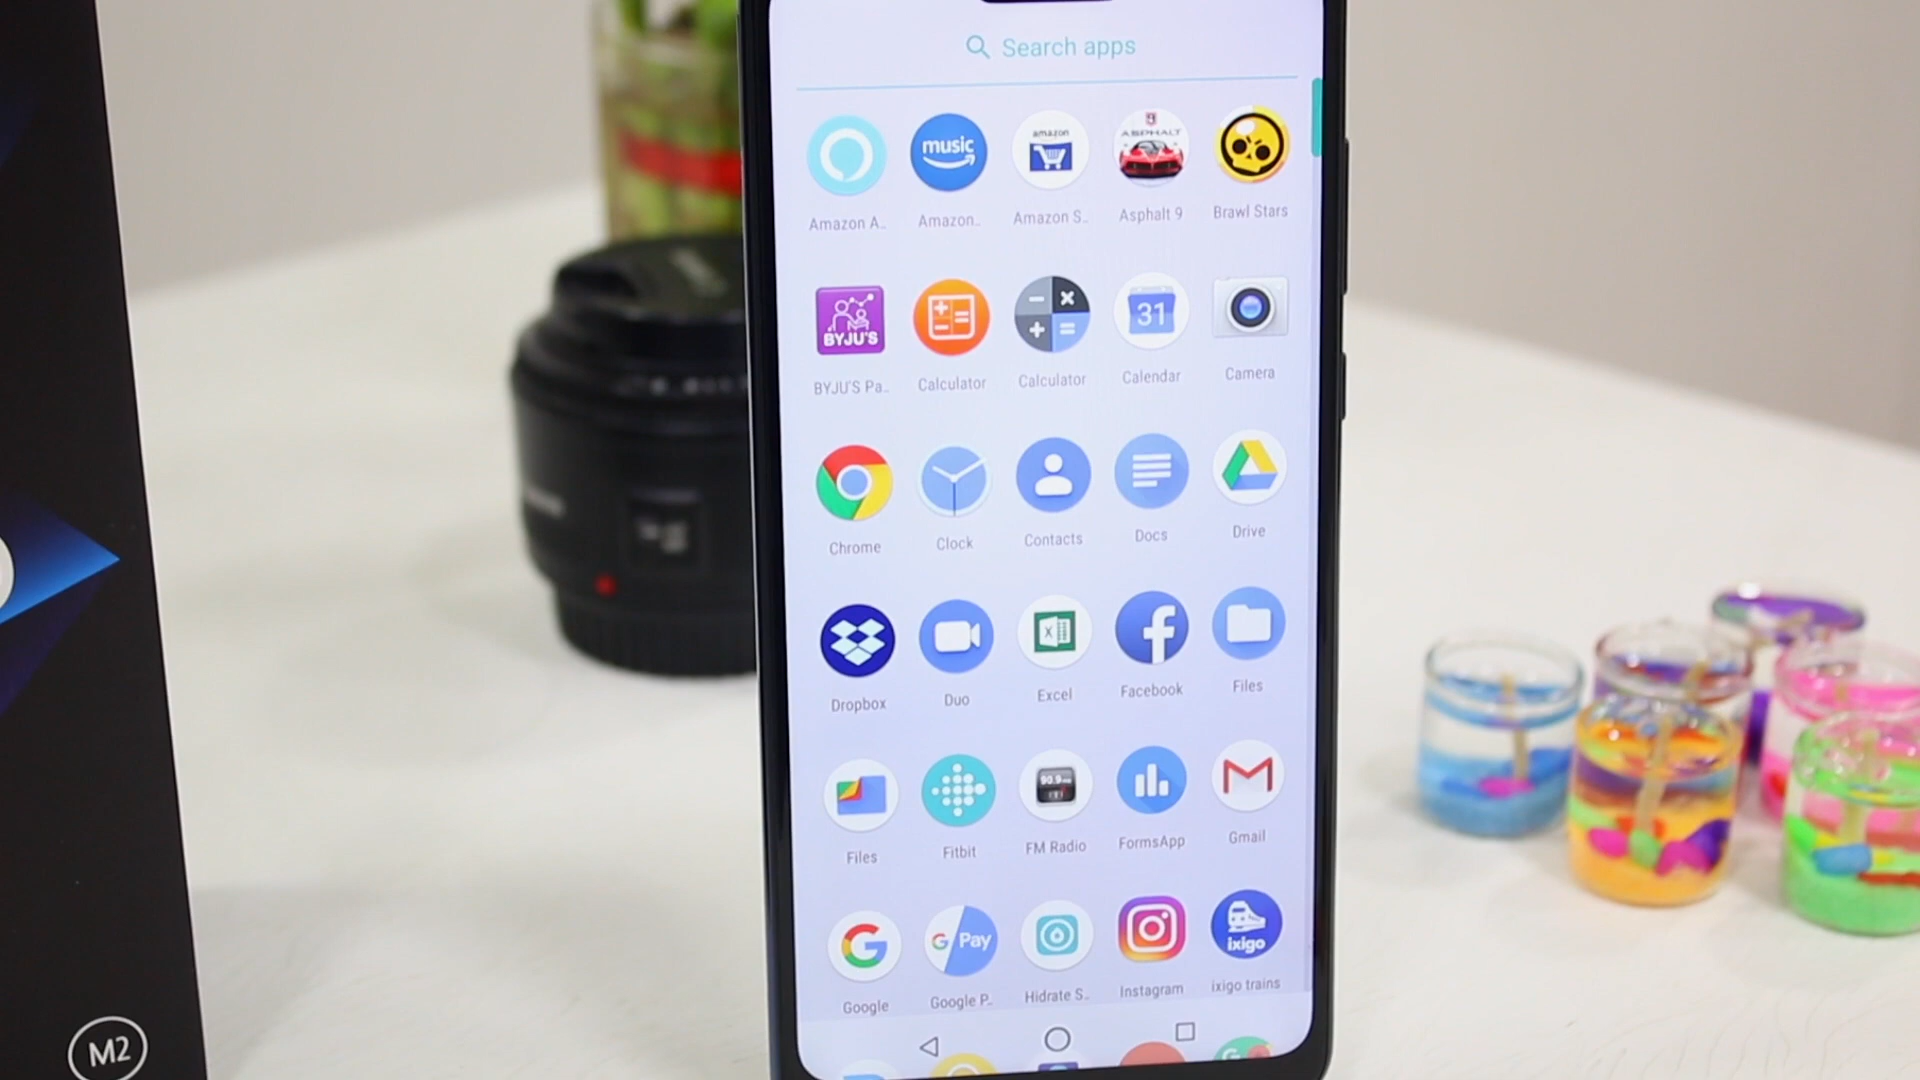 Search apps
music
amazon
ASPHALT
Amazon A..
Amazon..
Amazon S..
Asphalt 9
Brawl Stars
BYJU'S
31
BYJU'S Pa..
Calculator
Calculator
Calendar
Camera
Chrome
Clock
Contacts
Docs
Drive
Dropbox
Duo
Excel
Facebook
Files
90.9
Files
Fitbit
FM Radio
FormsApp
Gmail
G Pay
ixigo
Google
Google P..
Hidrate S..
Instagram
ixigo trains
M2